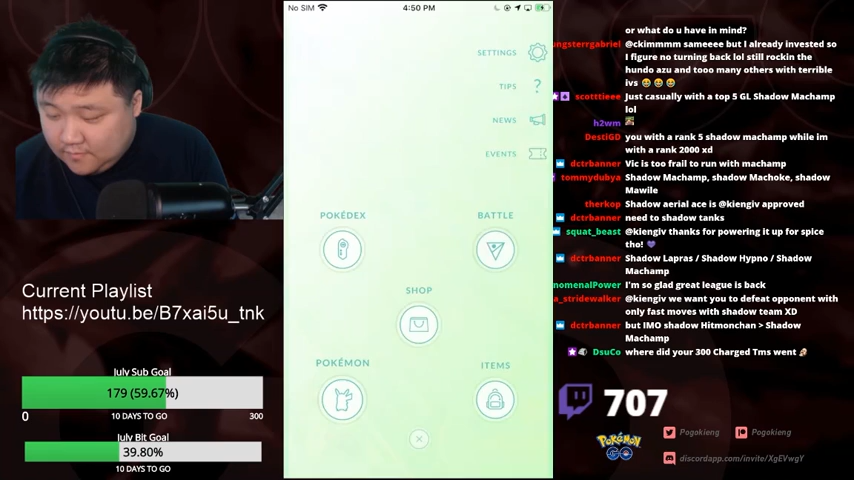 No SIM
4:50 PM
SETTINGS
TIPS
NEWS
EVENTS
POKÉDEX
BATTLE
SHOP
POKÉMON
ITEMS
Current Playlist
https://youtu.be/B7xai5u_tnk
July Sub Goal
179 (59.67%)
0
10 DAYS TO GO
300
July Bit Goal
39.80%
10 DAYS TO GO
or what do u have in mind?
ungsterrgabriel @ckimmmm sameee but I already invested so
I figure no turning back lol still rockin the
hundo azu and tooo many others with terrible
ivs
scotttieee Just casually with a top 5 GL Shadow Machamp
lol
h2wm
DestiGD you with a rank 5 shadow machamp while im
with a rank 2000 xd
dctrbanner Vic is too frail to run with machamp
tommydubya Shadow Machamp, shadow Machoke, shadow
Mawile
therkop Shadow aerial ace is @kiengiv approved
dctrbanner need to shadow tanks
squat_beast @kiengiv thanks for powering it up for spice
tho!
dctrbanner Shadow Lapras / Shadow Hypno / Shadow
Machamp
nomenalPower I'm so glad great league is back
a_stridewalker @kiengiv we want you to defeat opponent with
only fast moves with shadow team XD
dctrbanner but IMO shadow Hitmonchan > Shadow
Machamp
DsuCo where did your 300 Charged Tms went
707
Pokémon
GO
Pogokieng
Pogokieng
discordapp.com/invite/XgEVwgY